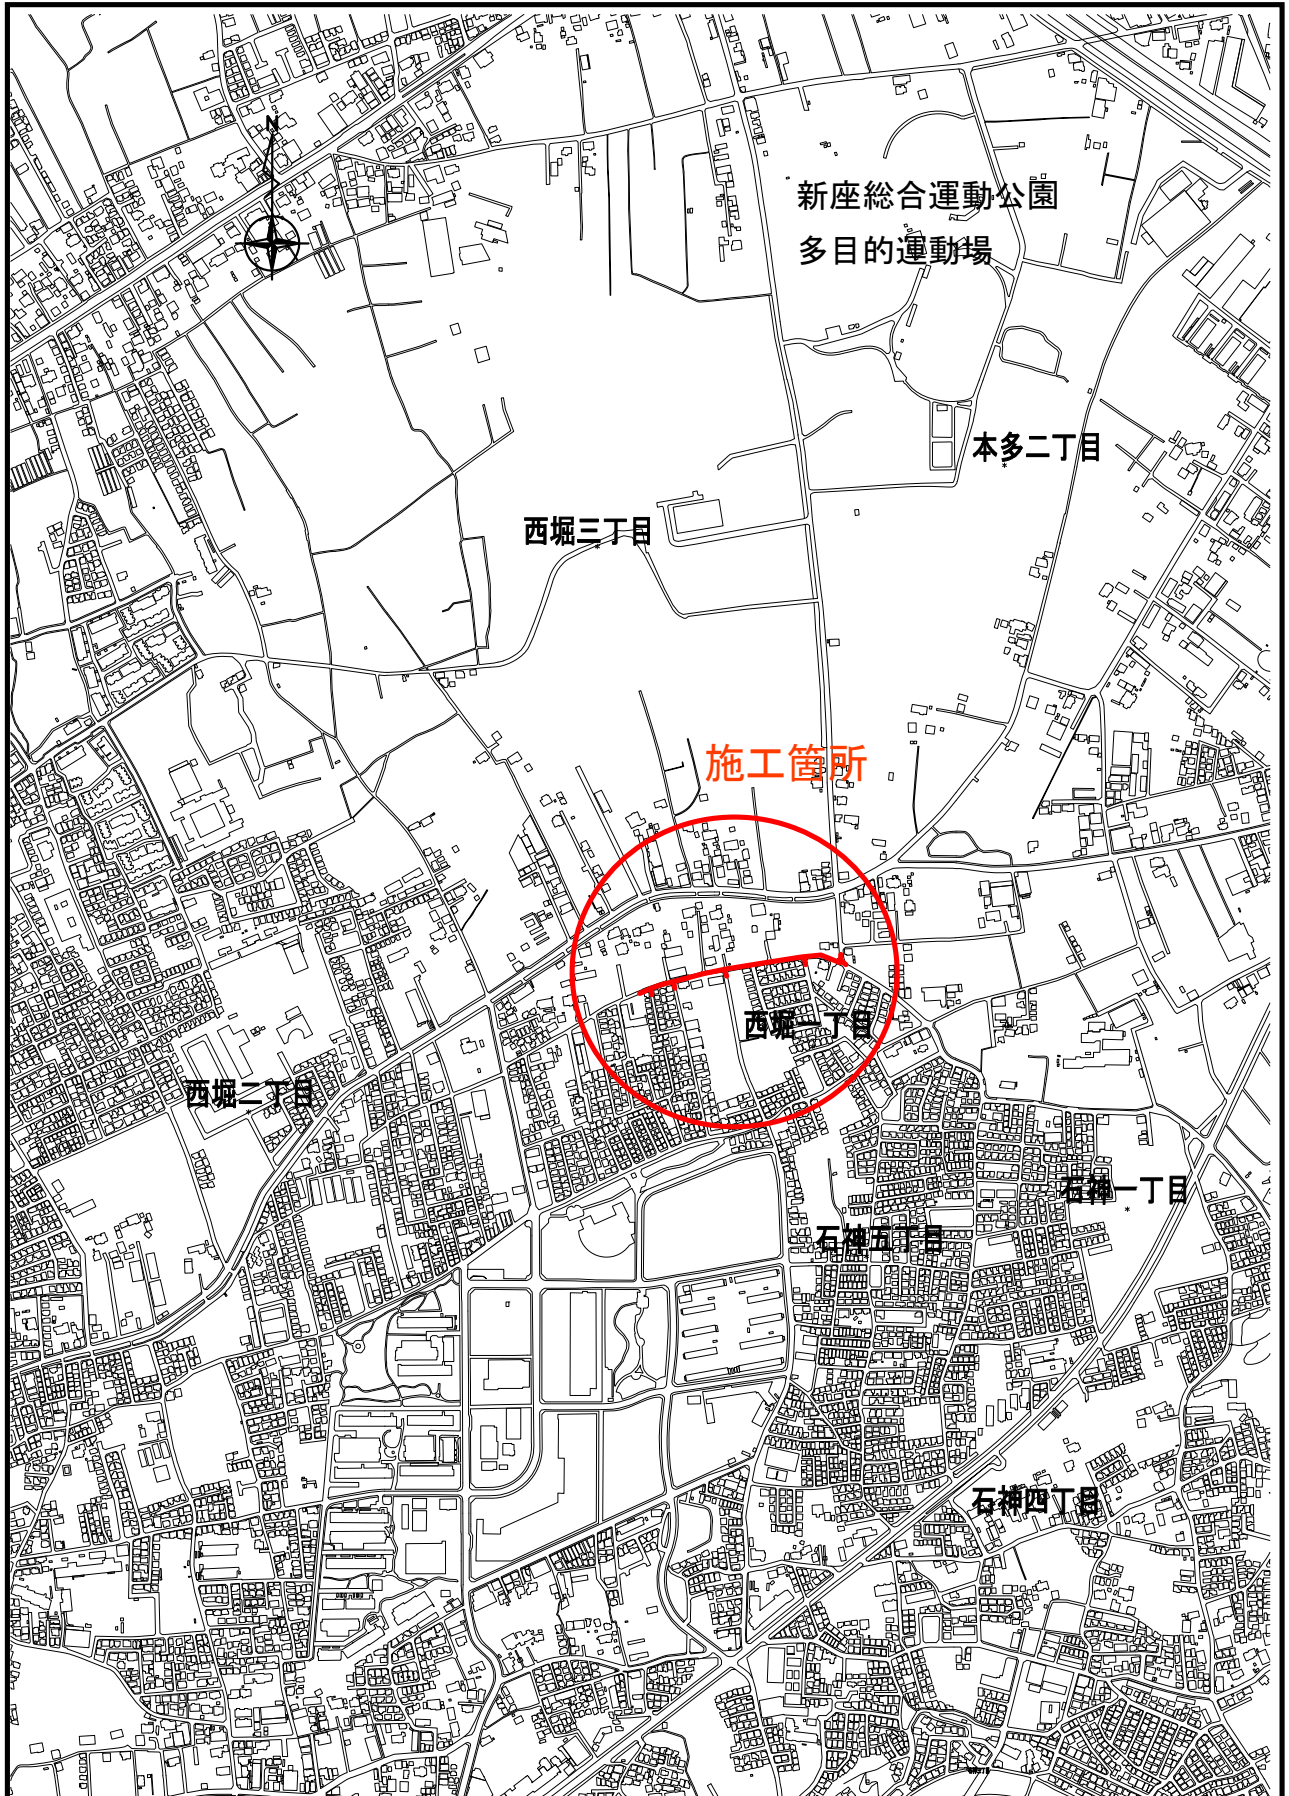 N
新座総合運動公園
多目的運動場
本多二丁目
西堀三丁目
施工箇所
西堀一丁目
西堀二丁目
石神一丁目
石神五丁目
石神四丁目